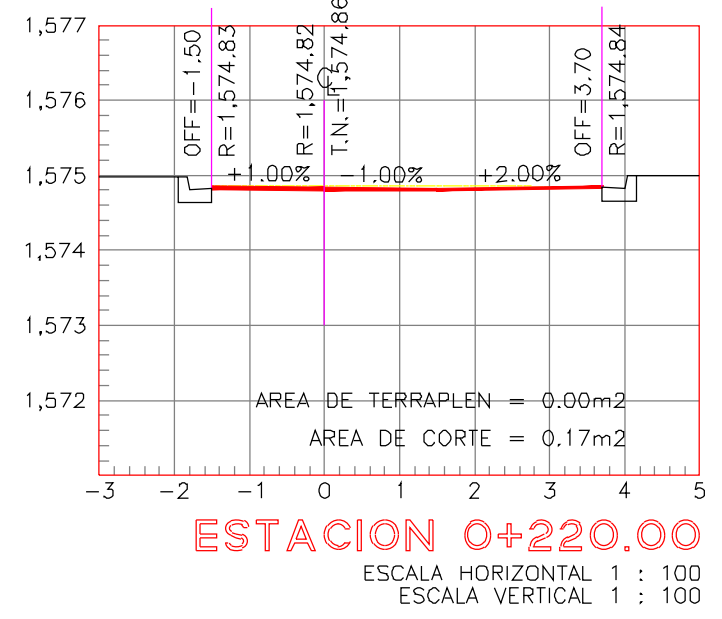 1,577
1,576
1,575
1,574
1,573
1,572
OFF=-1.50
R=1,574.83
R=1,574.82
T.N.=1,574.86
OFF=3.70
R=1,574.84
+1.00%
-1.00%
+2.00%
AREA DE TERRAPLEN = 0.00m2
AREA DE CORTE = 0.17m2
-3 -2 -1 0 1 2 3 4 5
ESTACION 0+220.00
ESCALA HORIZONTAL 1 : 100
ESCALA VERTICAL 1 : 100